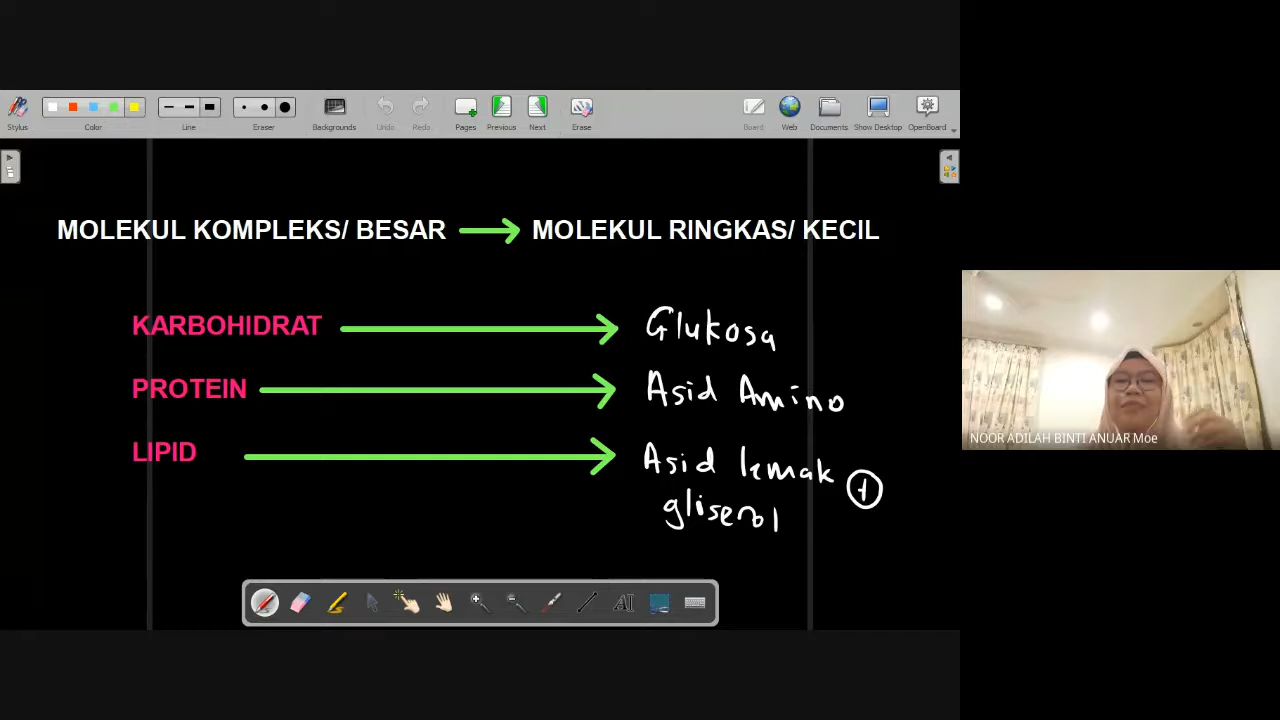 Stylus
Color
Line
Eraser
Backgrounds
Undo
Redo
Pages
Previous
Next
Erase
Board
Web
Documents
Show Desktop
OpenBoard
MOLEKUL KOMPLEKS/ BESAR → MOLEKUL RINGKAS/ KECIL
KARBOHIDRAT → Glukosa
PROTEIN → Asid Amino
LIPID → Asid lemak +
gliserol
AI
NOOR ADILAH BINTI ANUAR Moe